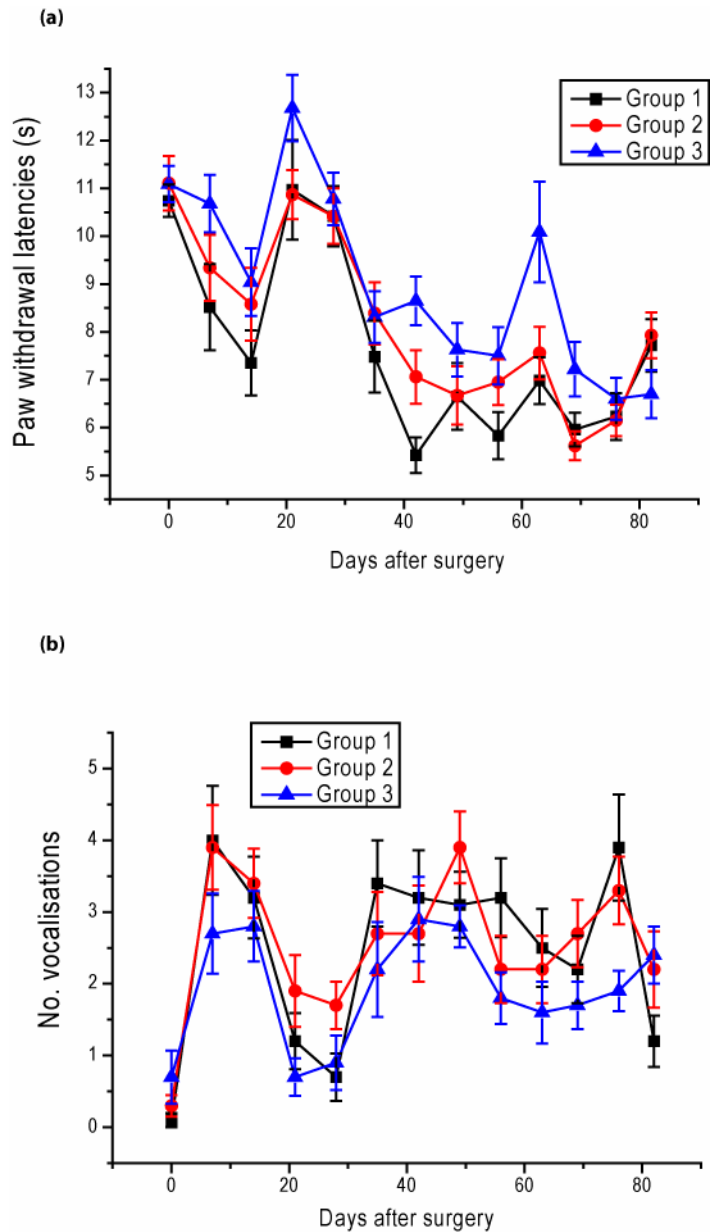 (a)
Paw withdrawal latencies (s)
13
12
11
10
9
8
7
6
5
Group 1
Group 2
Group 3
0 20 40 60 80
Days after surgery
(b)
No. vocalisations
5
4
3
2
1
0
Group 1
Group 2
Group 3
0 20 40 60 80
Days after surgery